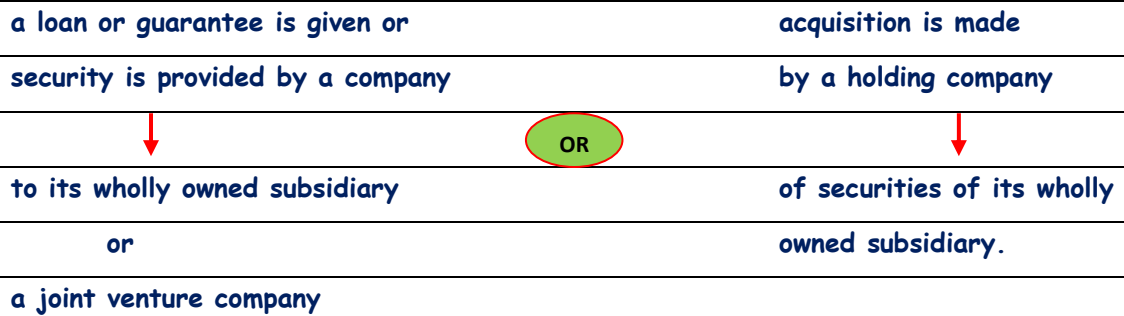 a loan or guarantee is given or
security is provided by a company
to its wholly owned subsidiary
or
a joint venture company
OR
acquisition is made
by a holding company
of securities of its wholly
owned subsidiary.